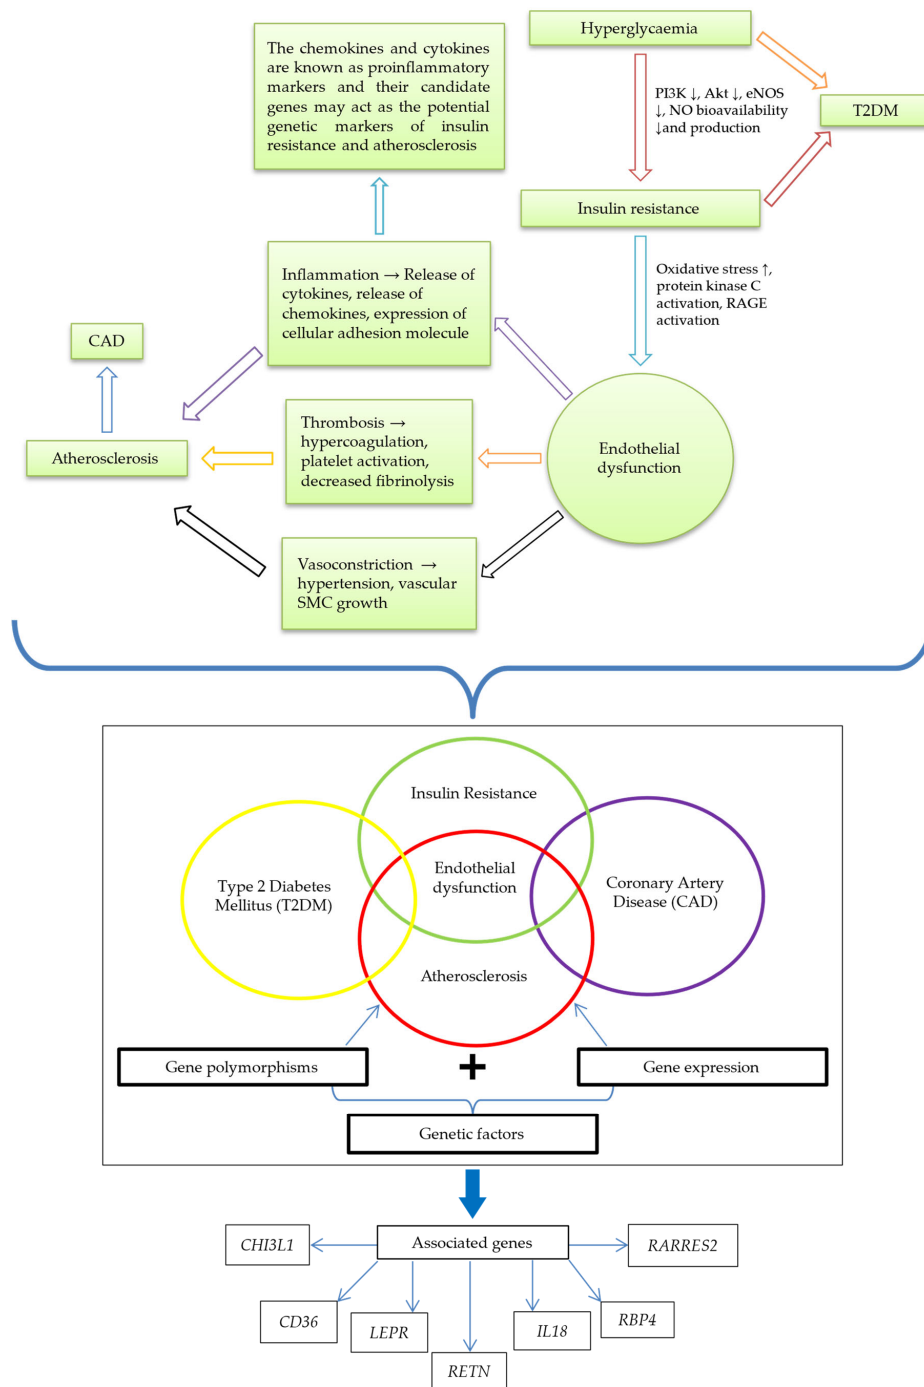 The chemokines and cytokines
are known as proinflammatory
markers and their candidate
genes may act as the potential
genetic markers of insulin
resistance and atherosclerosis
Hyperglycaemia
PI3K ↓, Akt ↓, eNOS
↓, NO bioavailability
↓and production
T2DM
Insulin resistance
Oxidative stress ↑,
protein kinase C
activation, RAGE
activation
Inflammation → Release of
cytokines, release of
chemokines, expression of
cellular adhesion molecule
CAD
Atherosclerosis
Thrombosis →
hypercoagulation,
platelet activation,
decreased fibrinolysis
Endothelial
dysfunction
Vasoconstriction →
hypertension, vascular
SMC growth
Insulin Resistance
Type 2 Diabetes
Mellitus (T2DM)
Endothelial
dysfunction
Coronary Artery
Disease (CAD)
Atherosclerosis
Gene polymorphisms
+
Gene expression
Genetic factors
Associated genes
CHI3L1
RARRES2
CD36
LEPR
RETN
IL18
RBP4